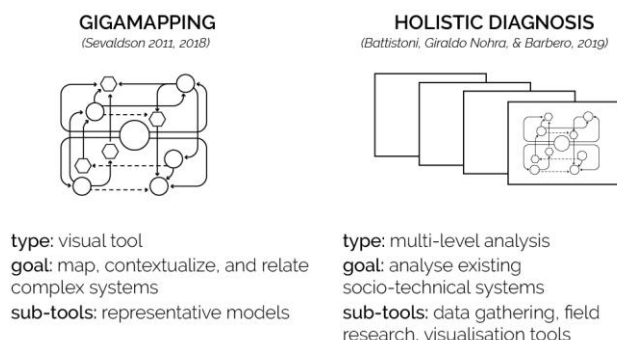 GIGAMAPPING
(Sevaldson 2011, 2018)
type: visual tool
goal: map, contextualize, and relate
complex systems
sub-tools: representative models
HOLISTIC DIAGNOSIS
(Battistoni, Giraldo Nohra, & Barbero, 2019)
type: multi-level analysis
goal: analyse existing
socio-technical systems
sub-tools: data gathering, field
research, visualisation tools